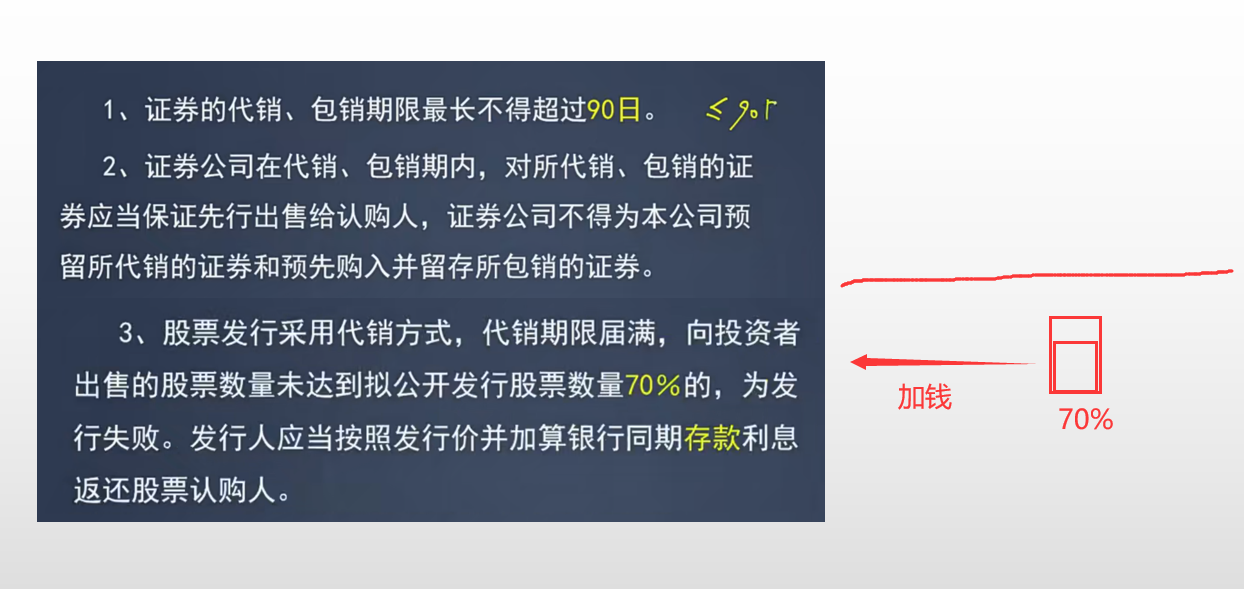 1、证券的代销、包销期限最长不得超过90日。 ≤90日
2、证券公司在代销、包销期内，对所代销、包销的证
券应当保证先行出售给认购人，证券公司不得为本公司预
留所代销的证券和预先购入并留存所包销的证券。
3、股票发行采用代销方式，代销期限届满，向投资者
出售的股票数量未达到拟公开发行股票数量70%的，为发
行失败。发行人应当按照发行价并加算银行同期存款利息
返还股票认购人。
加钱
70%